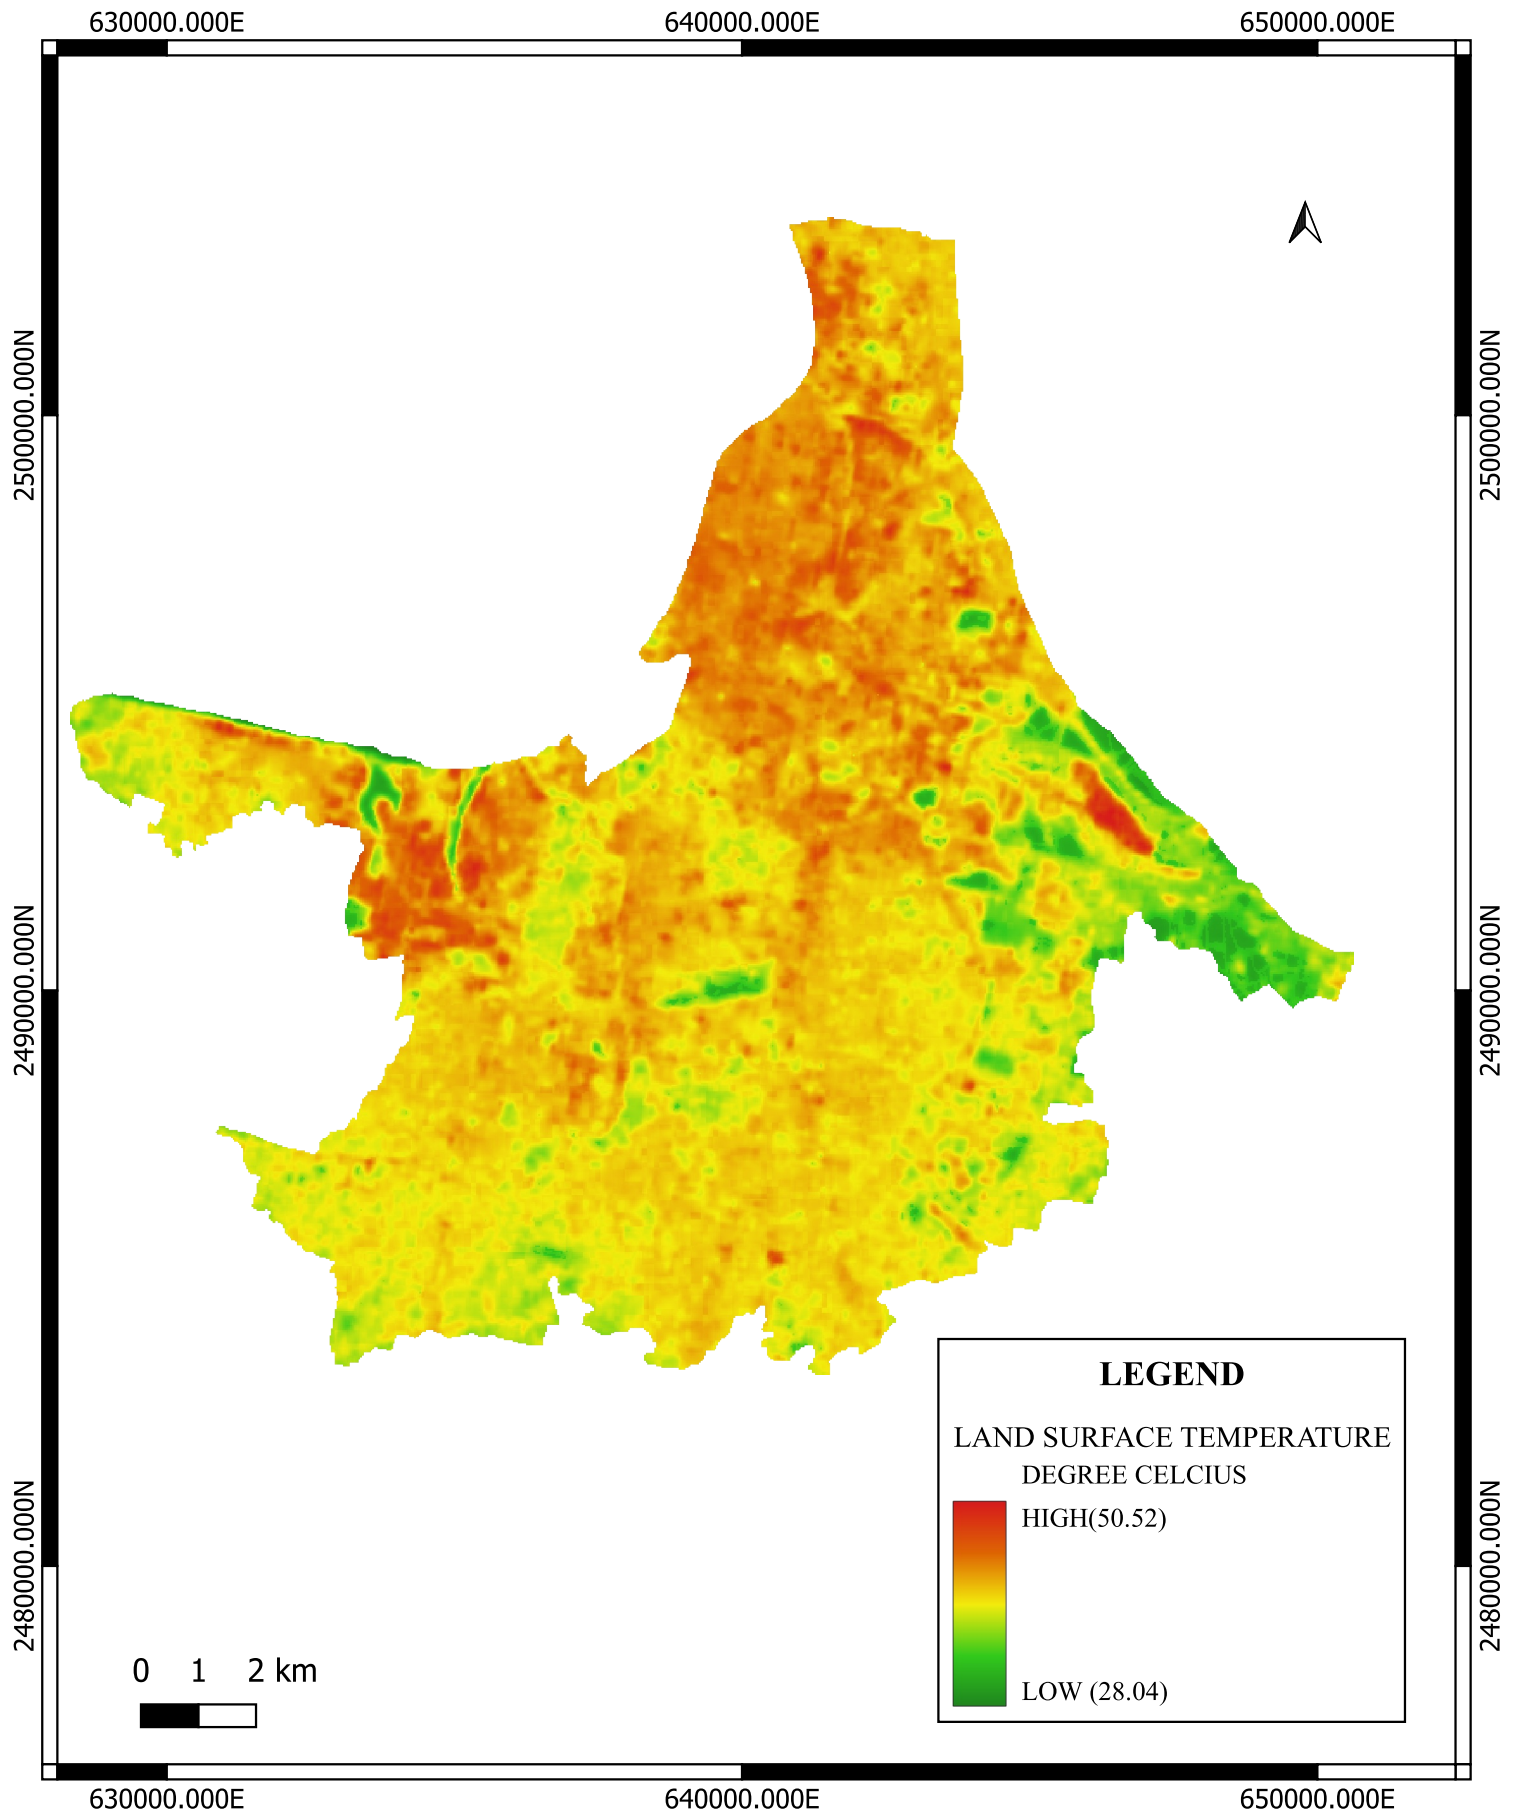 630000.000E 640000.000E 650000.000E
2500000.000N
2500000.000N
2490000.000N
2490000.000N
2480000.000N
2480000.000N
LEGEND
LAND SURFACE TEMPERATURE
DEGREE CELCIUS
HIGH(50.52)
LOW (28.04)
0 1 2 km
630000.000E 640000.000E 650000.000E